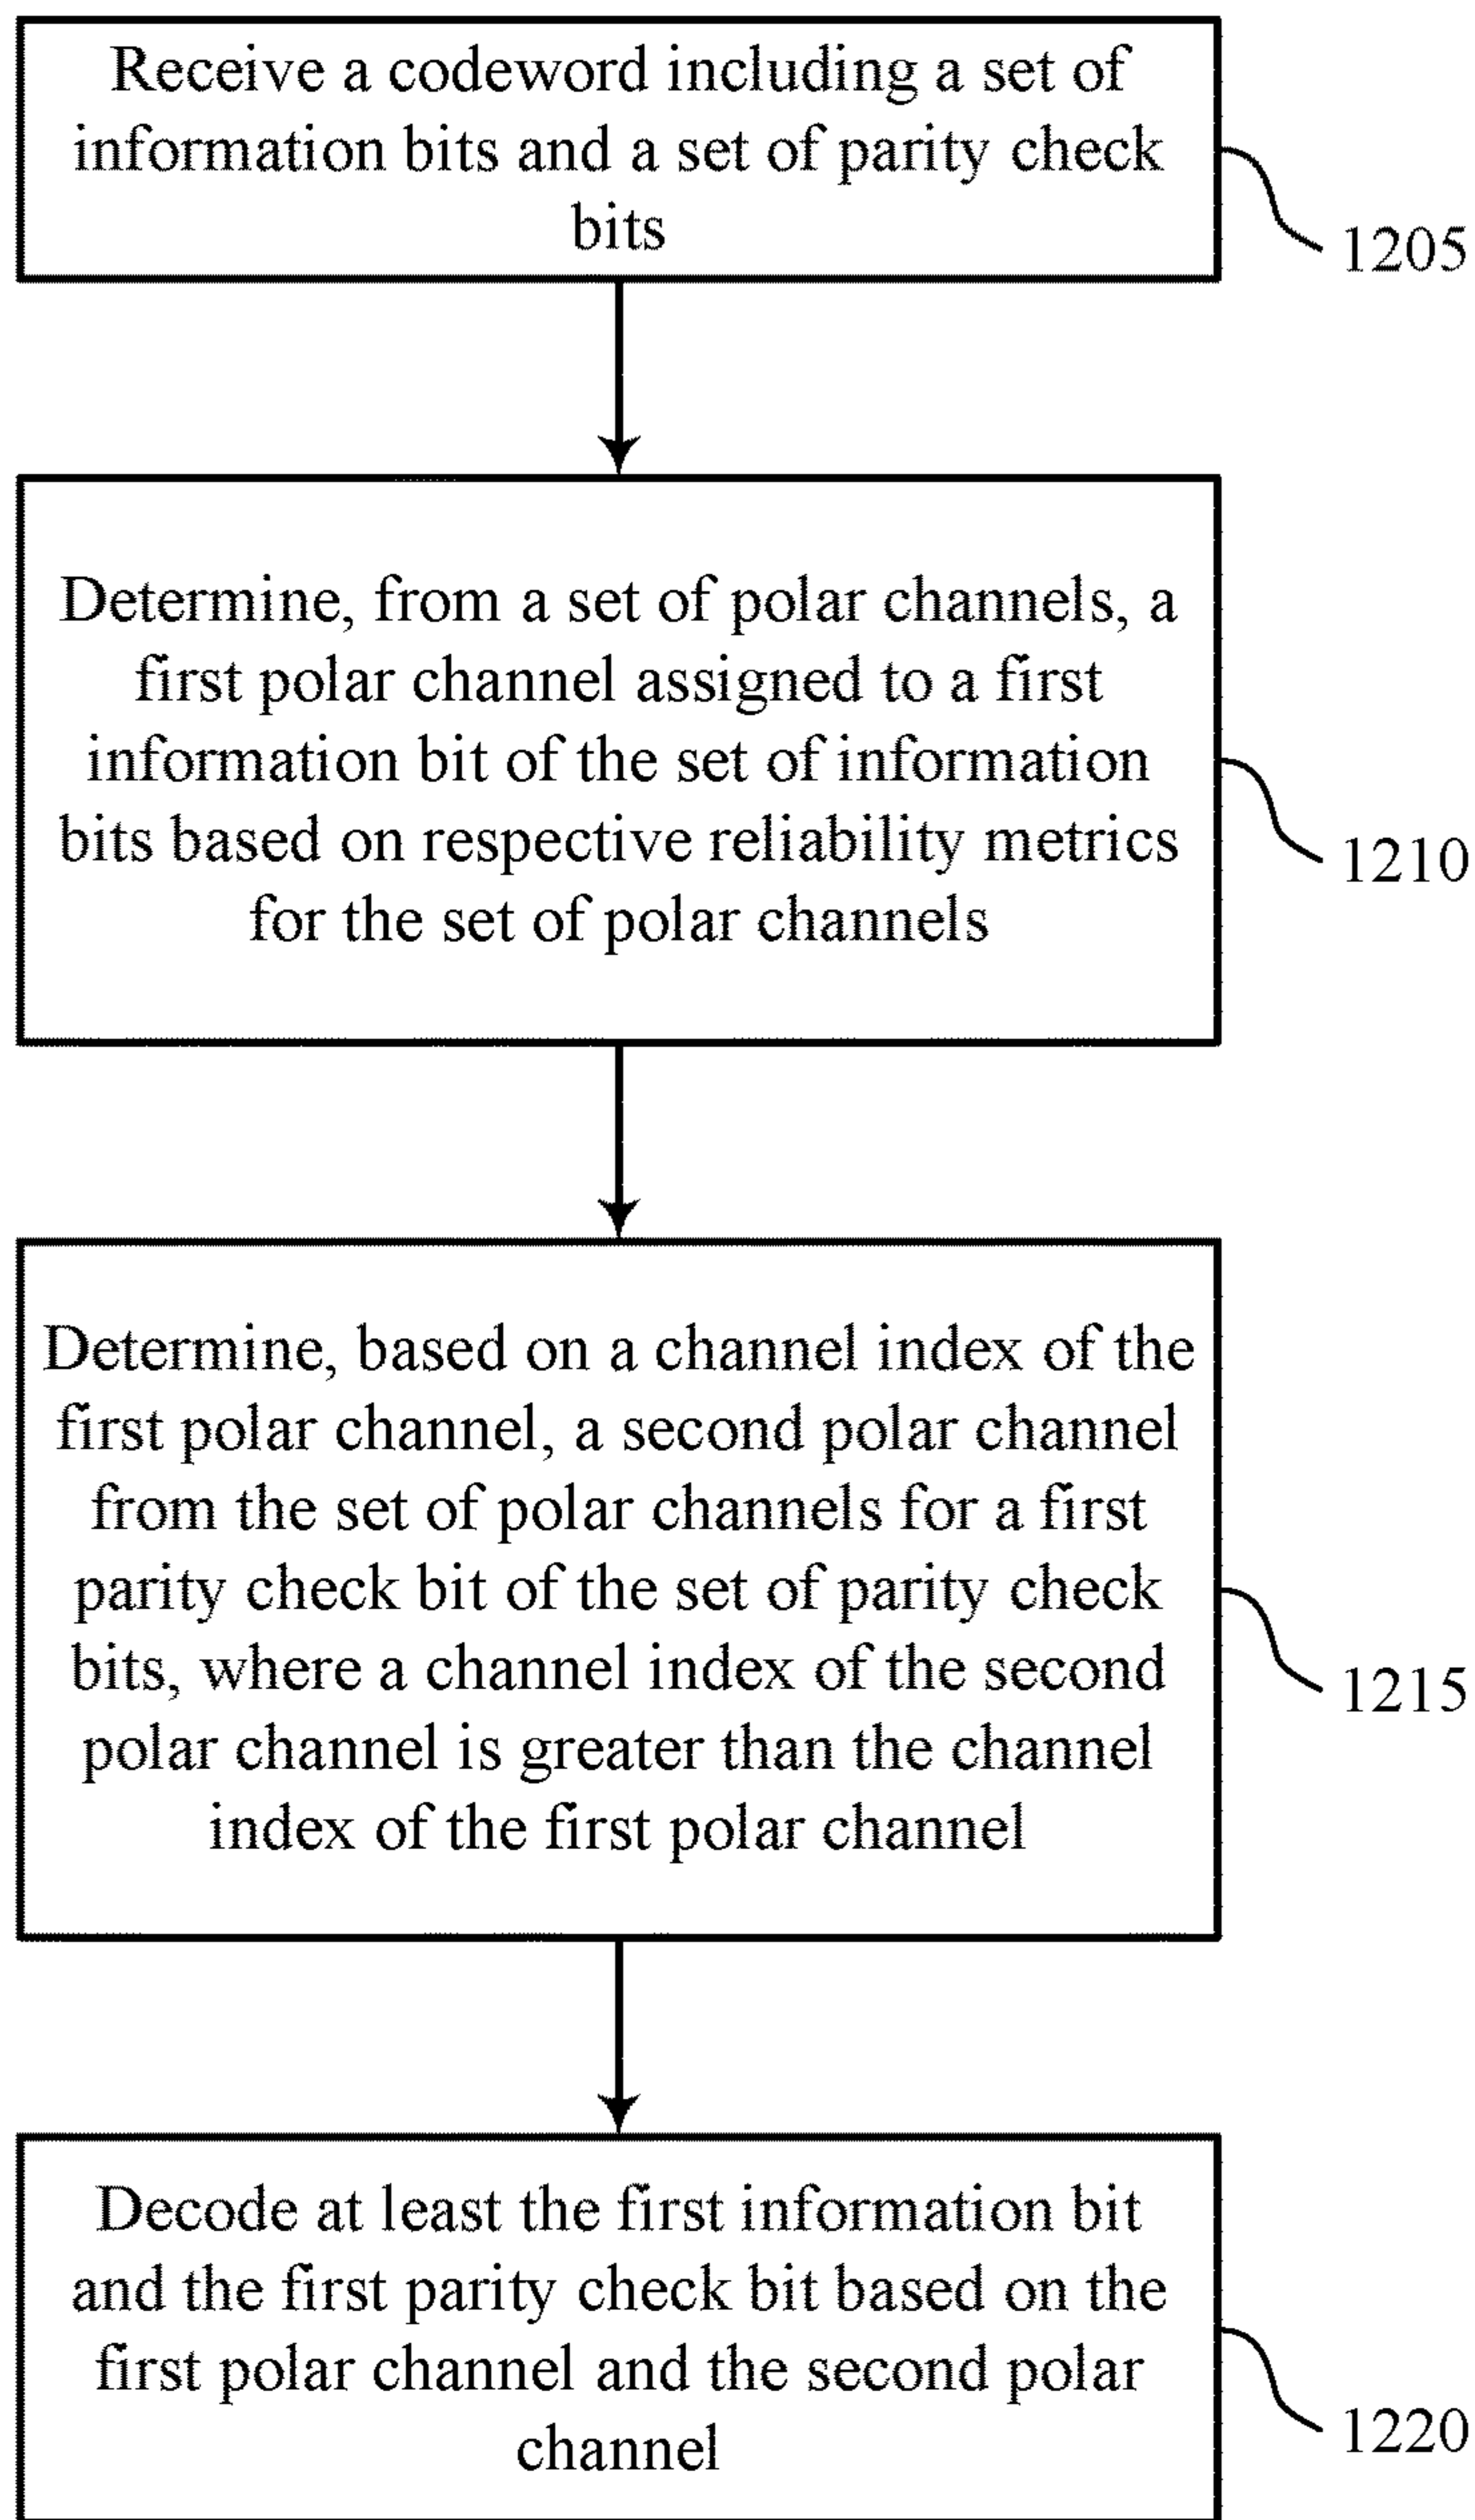 Receive a codeword including a set of
information bits and a set of parity check
bits
1205
Determine, from a set of polar channels, a
first polar channel assigned to a first
information bit of the set of information
bits based on respective reliability metrics
for the set of polar channels
1210
Determine, based on a channel index of the
first polar channel, a second polar channel
from the set of polar channels for a first
parity check bit of the set of parity check
bits, where a channel index of the second
polar channel is greater than the channel
index of the first polar channel
1215
Decode at least the first information bit
and the first parity check bit based on the
first polar channel and the second polar
channel
1220